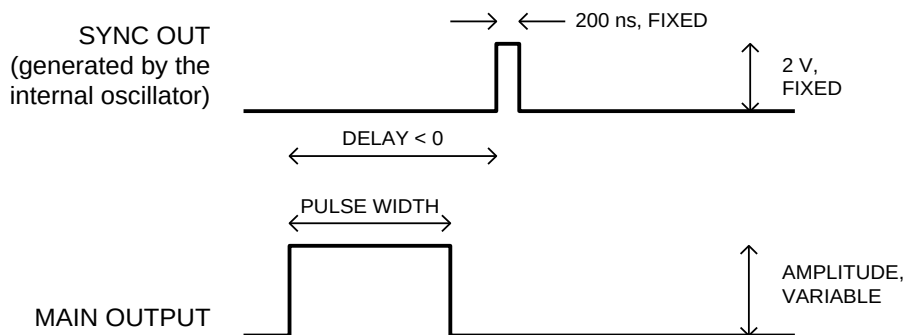 200 ns, FIXED
SYNC OUT
(generated by the
internal oscillator)
2 V,
FIXED
DELAY < 0
PULSE WIDTH
AMPLITUDE,
VARIABLE
MAIN OUTPUT